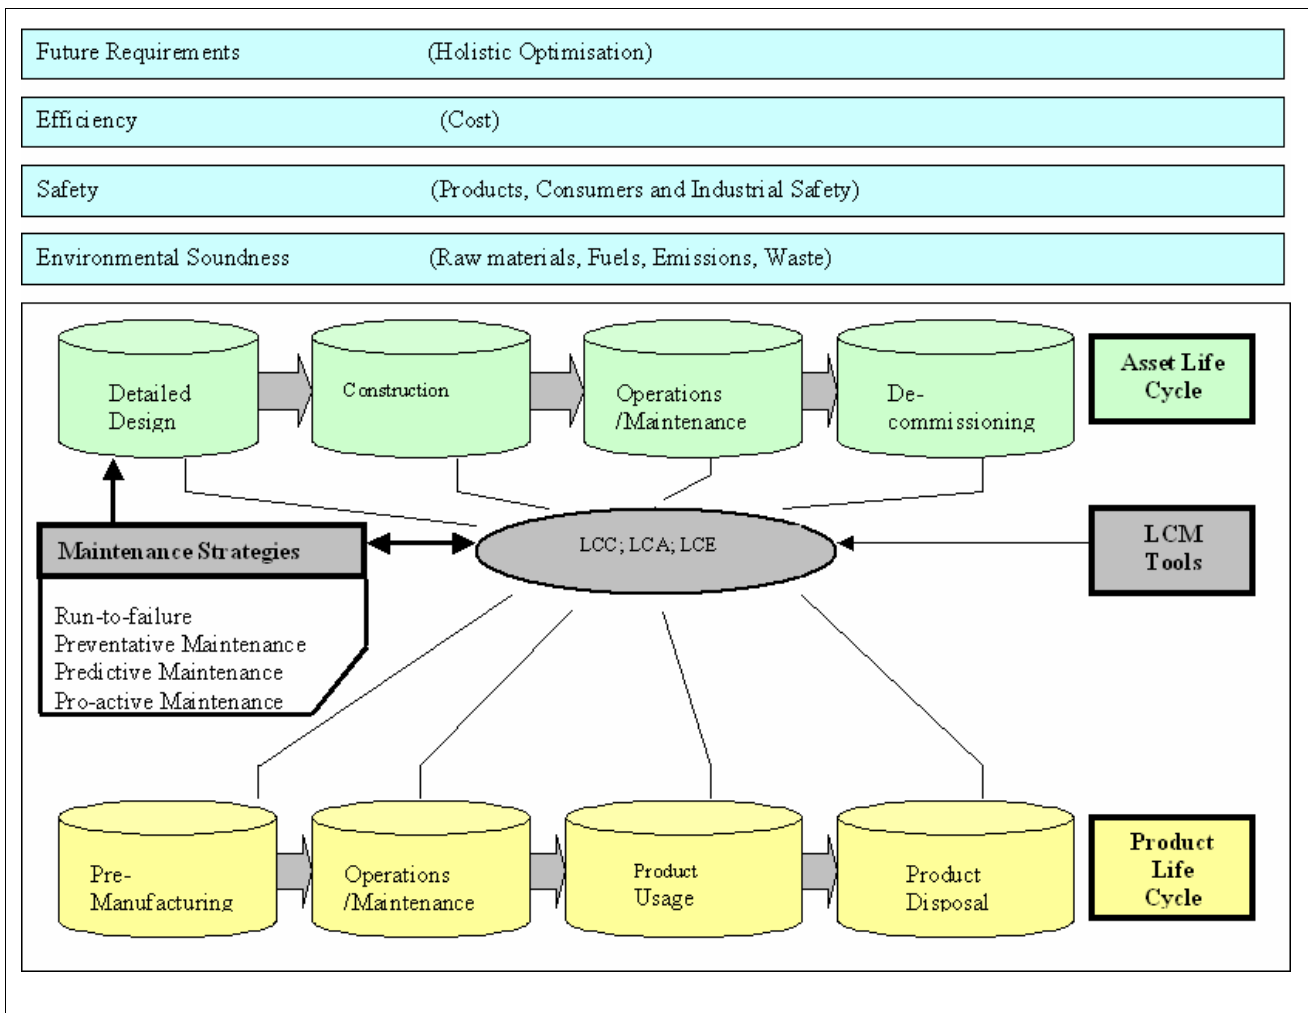 Future Requirements (Holistic Optimisation)
Efficiency (Cost)
Safety (Products, Consumers and Industrial Safety)
Environmental Soundness (Raw materials, Fuels, Emissions, Waste)
Detailed
Design
Construction
Operations
/Maintenance
De-
commissioning
Asset Life
Cycle
Maintenance Strategies
Run-to-failure
Preventative Maintenance
Predictive Maintenance
Pro-active Maintenance
LCC; LCA; LCE
LCM
Tools
Pre-
Manufacturing
Operations
/Maintenance
Product
Usage
Product
Disposal
Product
Life
Cycle